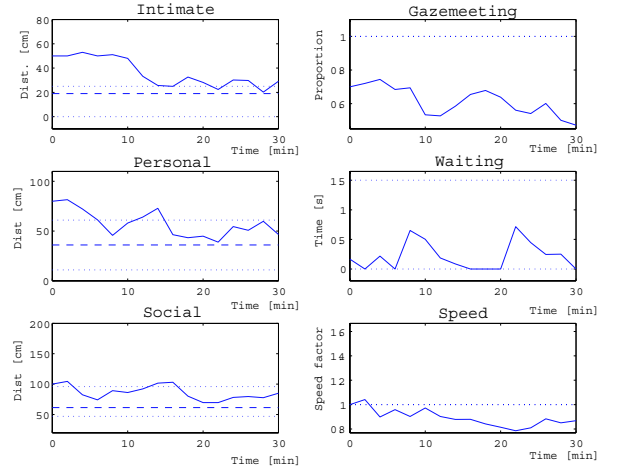 Intimate
Dist. [cm]
80
60
40
20
0
0 10 20 30
Time [min]
Gazemeeting
Proportion
1
0.8
0.6
0 10 20 30
Time [min]
Personal
Dist [cm]
100
50
0
0 10 20 30
Time [min]
Waiting
Time [s]
1.5
1
0.5
0
0 10 20 30
Time [min]
Social
Dist [cm]
200
150
100
50
0 10 20 30
Time [min]
Speed
Speed factor
1.6
1.4
1.2
1
0.8
0 10 20 30
Time [min]